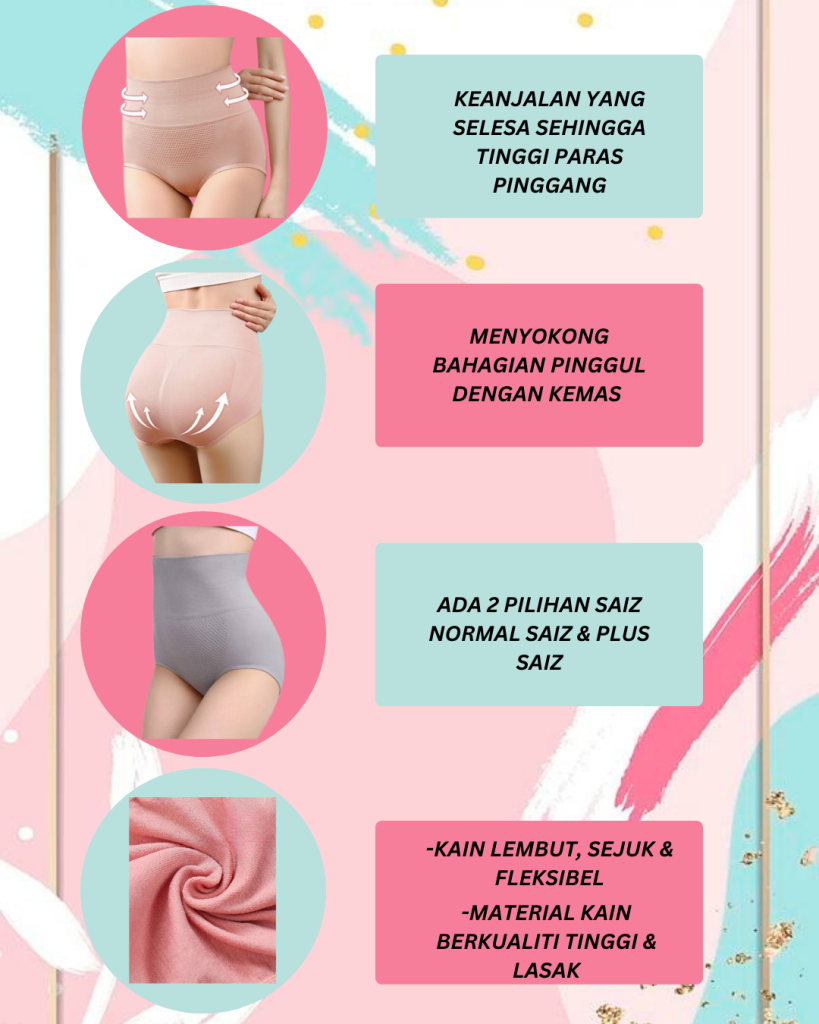 KEANJALAN YANG
SELESA SEHINGGA
TINGGI PARAS
PINGGANG
MENYOKONG
BAHAGIAN PINGGUL
DENGAN KEMAS
ADA 2 PILIHAN SAIZ
NORMAL SAIZ & PLUS
SAIZ
-KAIN LEMBUT, SEJUK &
FLEKSIBEL
-MATERIAL KAIN
BERKUALITI TINGGI &
LASAK